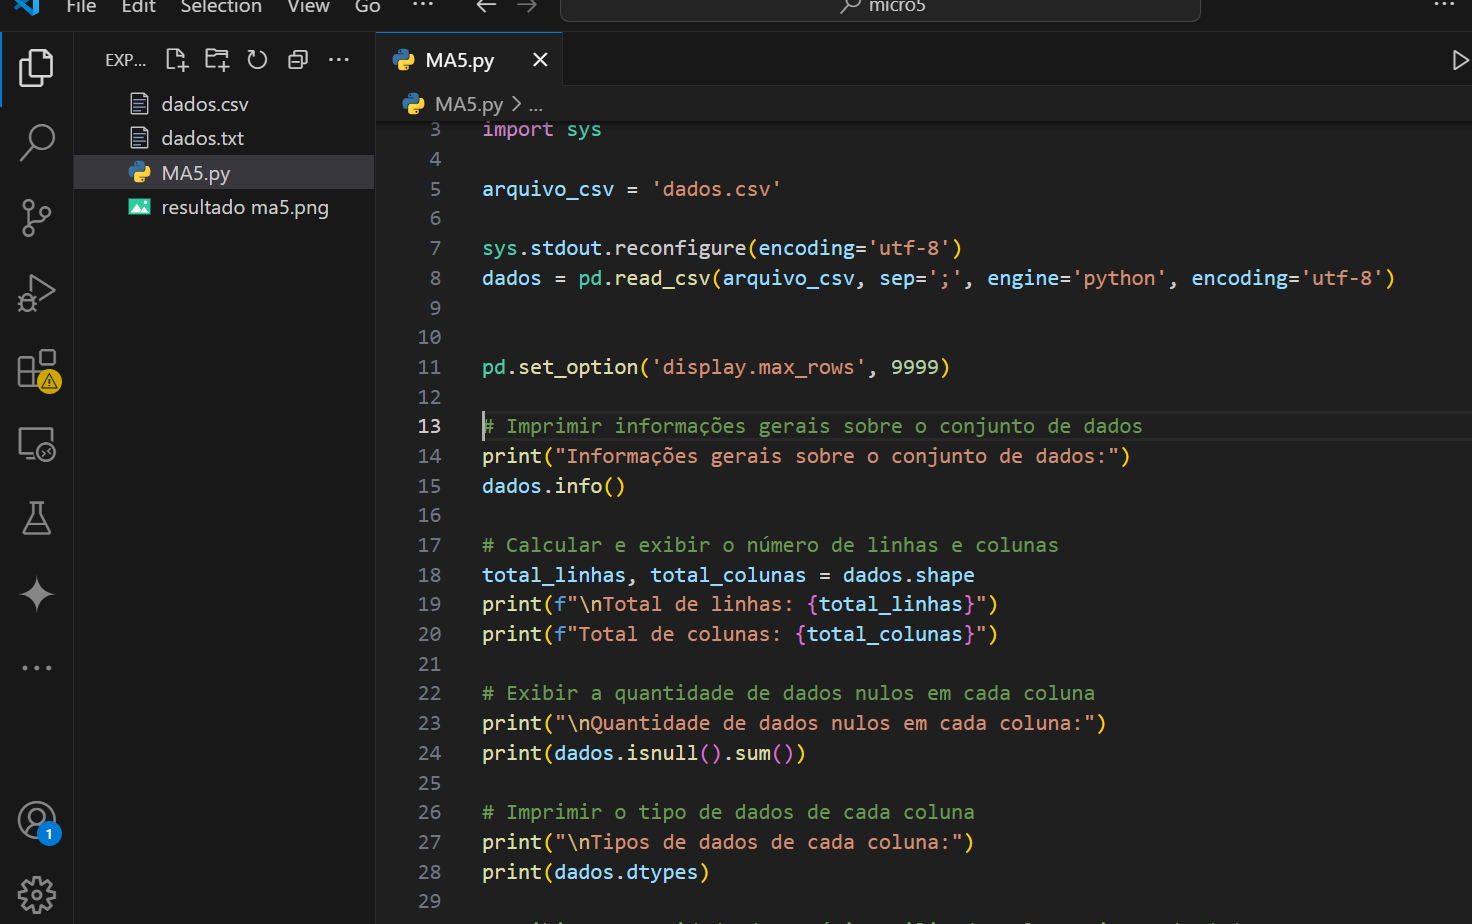 File Edit Selection View Go ··· micro5 ···
EXP... ···
dados.csv
dados.txt
MA5.py
resultado ma5.png
1
MA5.py
MA5.py > ...
3 import sys
4
5 arquivo_csv = 'dados.csv'
6
7 sys.stdout.reconfigure(encoding='utf-8')
8 dados = pd.read_csv(arquivo_csv, sep=';', engine='python', encoding='utf-8')
9
10
11 pd.set_option('display.max_rows', 9999)
12
13 # Imprimir informações gerais sobre o conjunto de dados
14 print("Informações gerais sobre o conjunto de dados:")
15 dados.info()
16
17 # Calcular e exibir o número de linhas e colunas
18 total_linhas, total_colunas = dados.shape
19 print(f"\nTotal de linhas: {total_linhas}")
20 print(f"Total de colunas: {total_colunas}")
21
22 # Exibir a quantidade de dados nulos em cada coluna
23 print("\nQuantidade de dados nulos em cada coluna:")
24 print(dados.isnull().sum())
25
26 # Imprimir o tipo de dados de cada coluna
27 print("\nTipos de dados de cada coluna:")
28 print(dados.dtypes)
29